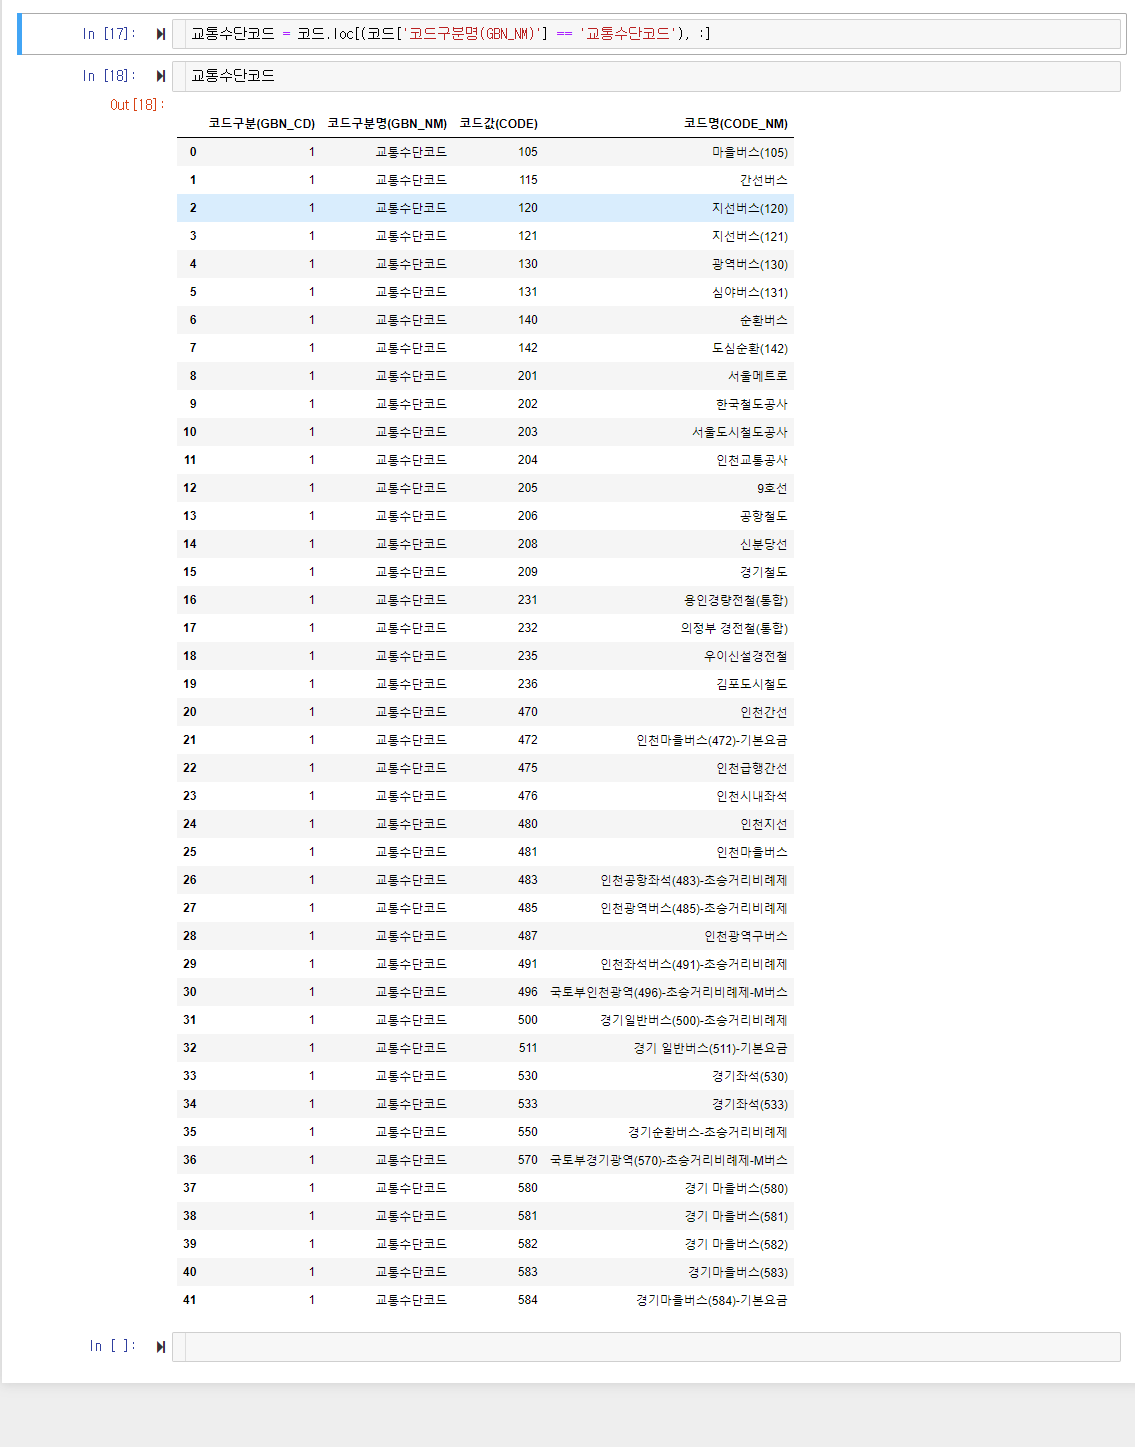 In [17]: 교통수단코드 = 코드.loc[(코드['코드구분명(GBN_NM)'] == '교통수단코드'), :]
In [18]: 교통수단코드
Out[18]:
코드구분(GBN_CD) 코드구분명(GBN_NM) 코드값(CODE) 코드명(CODE_NM)
0 1 교통수단코드 105 마을버스(105)
1 1 교통수단코드 115 간선버스
2 1 교통수단코드 120 지선버스(120)
3 1 교통수단코드 121 지선버스(121)
4 1 교통수단코드 130 광역버스(130)
5 1 교통수단코드 131 심야버스(131)
6 1 교통수단코드 140 순환버스
7 1 교통수단코드 142 도심순환(142)
8 1 교통수단코드 201 서울메트로
9 1 교통수단코드 202 한국철도공사
10 1 교통수단코드 203 서울도시철도공사
11 1 교통수단코드 204 인천교통공사
12 1 교통수단코드 205 9호선
13 1 교통수단코드 206 공항철도
14 1 교통수단코드 208 신분당선
15 1 교통수단코드 209 경기철도
16 1 교통수단코드 231 용인경량전철(통합)
17 1 교통수단코드 232 의정부 경전철(통합)
18 1 교통수단코드 235 우이신설경전철
19 1 교통수단코드 236 김포도시철도
20 1 교통수단코드 470 인천간선
21 1 교통수단코드 472 인천마을버스(472)-기본요금
22 1 교통수단코드 475 인천급행간선
23 1 교통수단코드 476 인천시내좌석
24 1 교통수단코드 480 인천지선
25 1 교통수단코드 481 인천마을버스
26 1 교통수단코드 483 인천공항좌석(483)-초승거리비례제
27 1 교통수단코드 485 인천광역버스(485)-초승거리비례제
28 1 교통수단코드 487 인천광역구버스
29 1 교통수단코드 491 인천좌석버스(491)-초승거리비례제
30 1 교통수단코드 496 국토부인천광역(496)-초승거리비례제-M버스
31 1 교통수단코드 500 경기일반버스(500)-초승거리비례제
32 1 교통수단코드 511 경기 일반버스(511)-기본요금
33 1 교통수단코드 530 경기좌석(530)
34 1 교통수단코드 533 경기좌석(533)
35 1 교통수단코드 550 경기순환버스-초승거리비례제
36 1 교통수단코드 570 국토부경기광역(570)-초승거리비례제-M버스
37 1 교통수단코드 580 경기 마을버스(580)
38 1 교통수단코드 581 경기 마을버스(581)
39 1 교통수단코드 582 경기 마을버스(582)
40 1 교통수단코드 583 경기마을버스(583)
41 1 교통수단코드 584 경기마을버스(584)-기본요금
In [ ]: